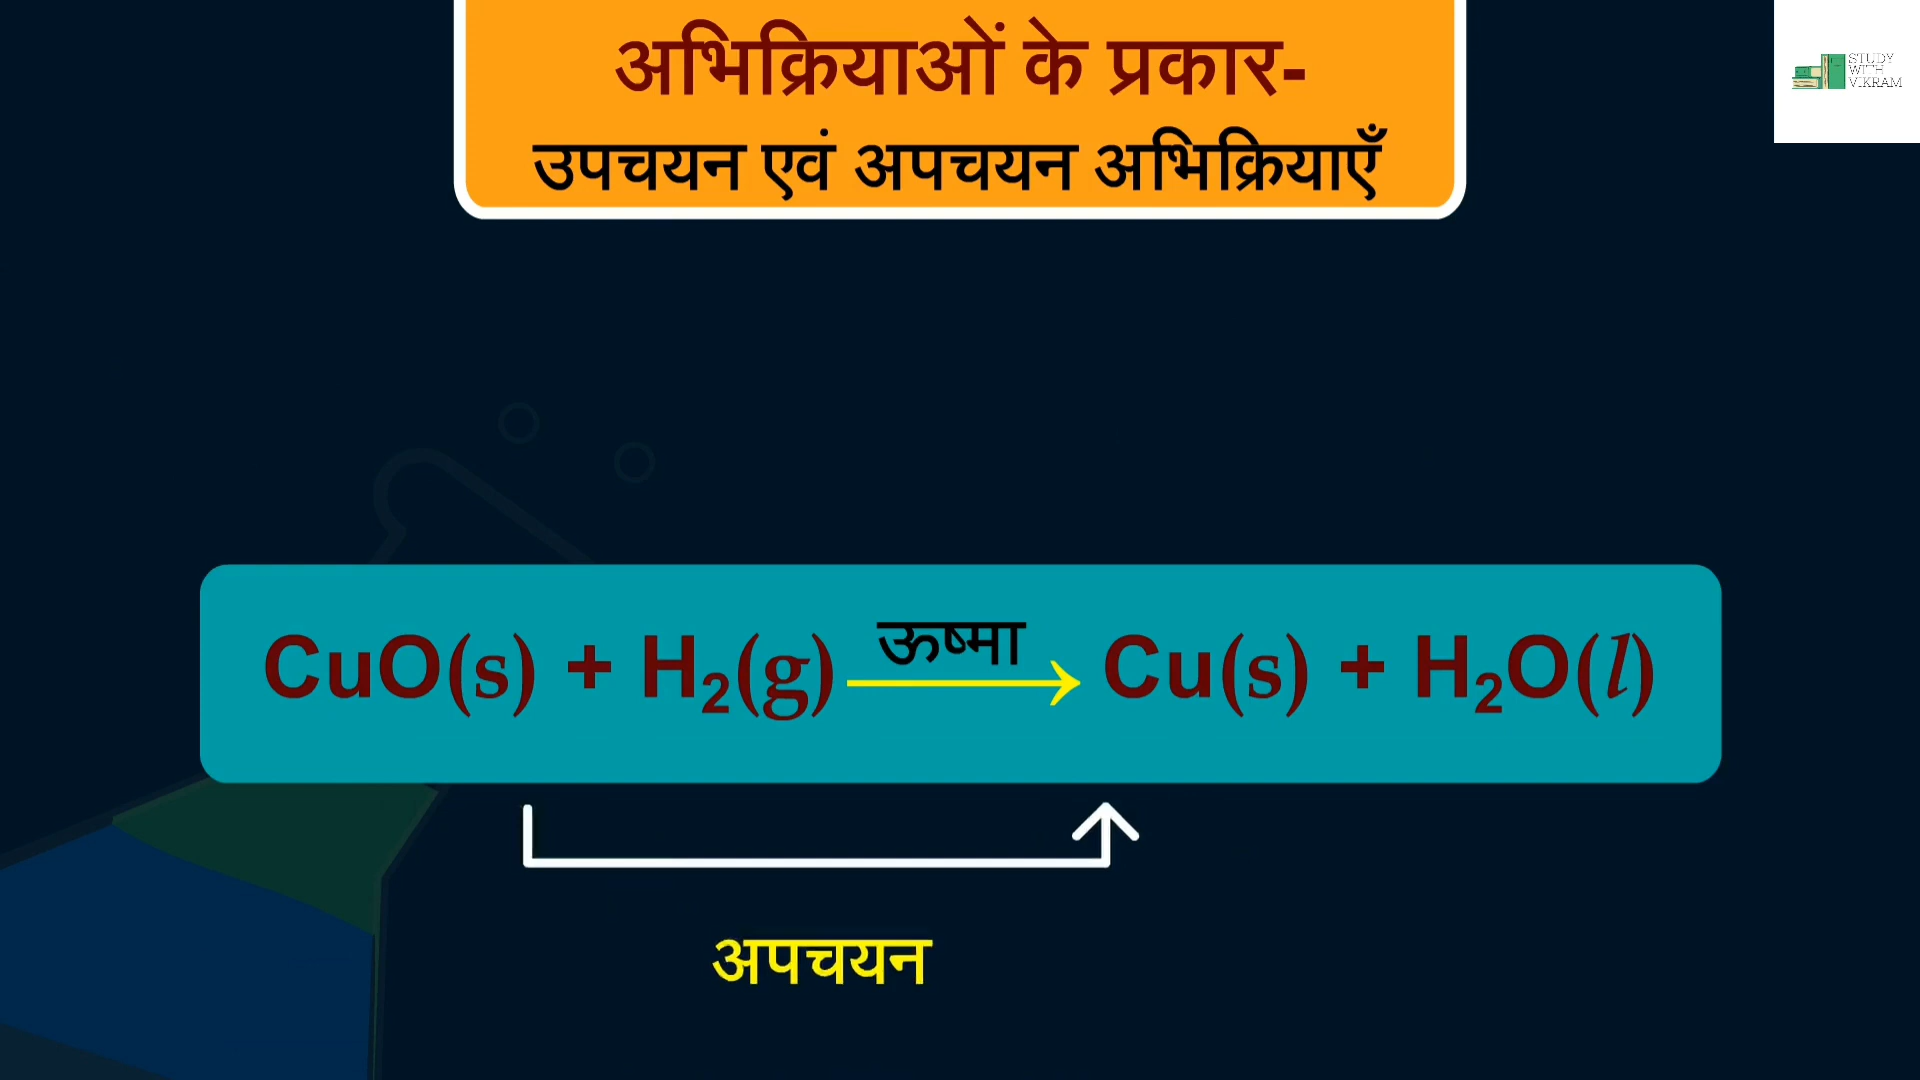 अभिक्रियाओं के प्रकार-
उपचयन एवं अपचयन अभिक्रियाएँ
STUDY
WITH
VIKRAM
ऊष्मा
CuO(s) + H₂(g) → Cu(s) + H₂O(l)
अपचयन